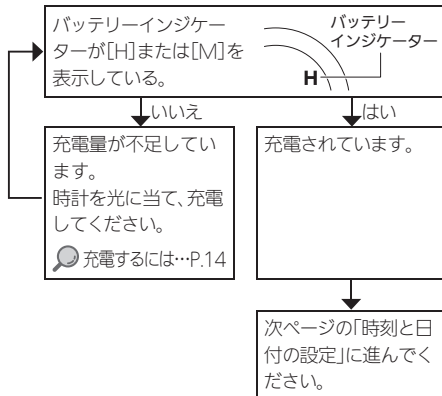 バッテリーインジケー
ターが[H]または[M]を
表示している。
バッテリー
インジケーター
H
いいえ
はい
充電量が不足してい
ます。
時計を光に当て、充電
してください。
充電するには…P.14
充電されています。
次ページの「時刻と日
付の設定」に進んでく
ださい。